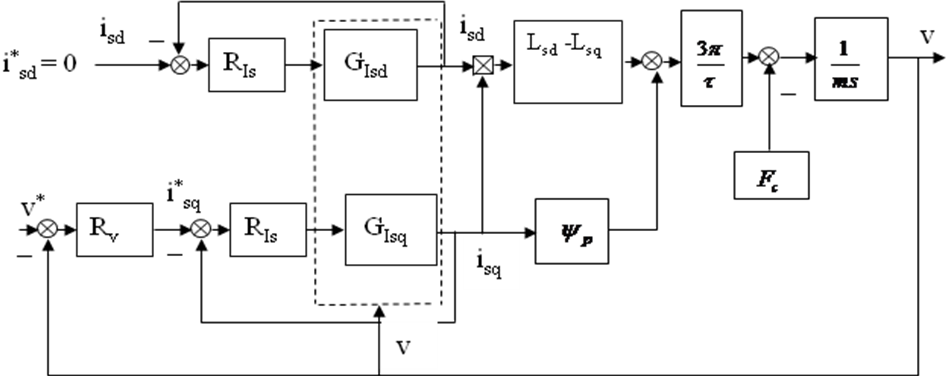 i*sd = 0
isd
–
RIs
GIsd
isd
Lsd -Lsq
3π
τ
–
1
ms
v
Fc
v*
–
Rv
i*sq
–
RIs
GIsq
isq
ψp
v